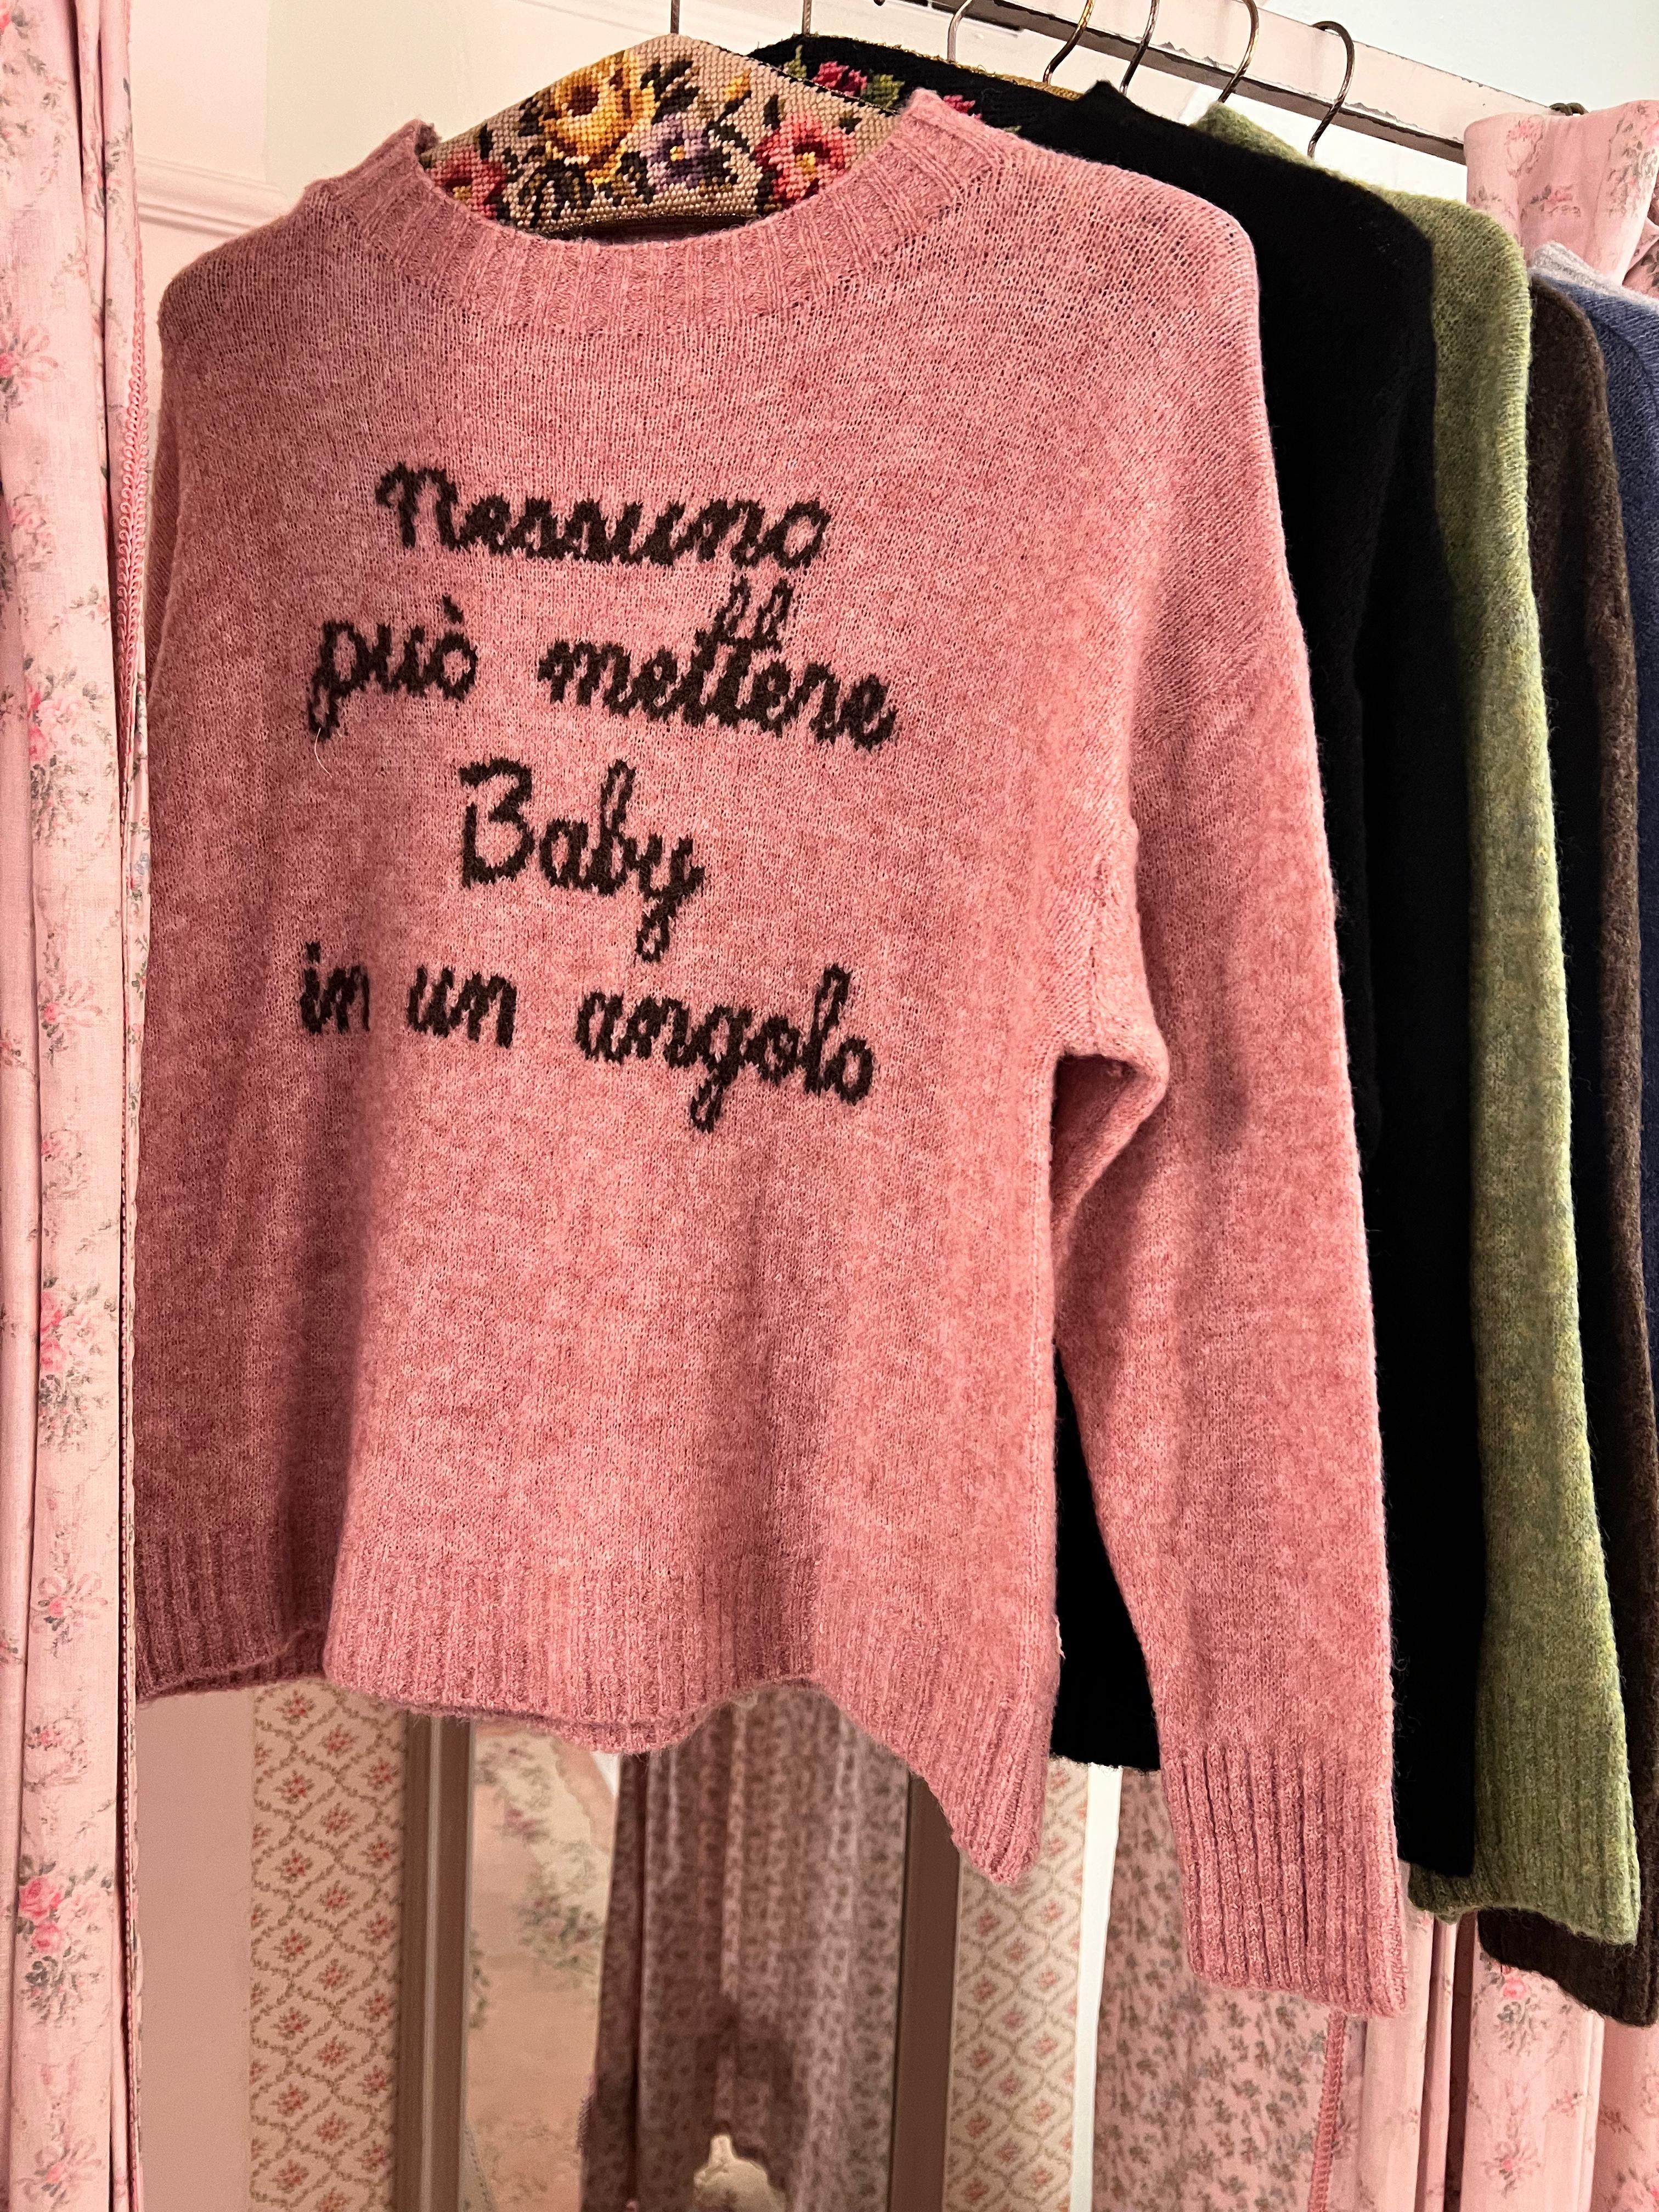 Nessuno
può mettere
Baby
in un angolo